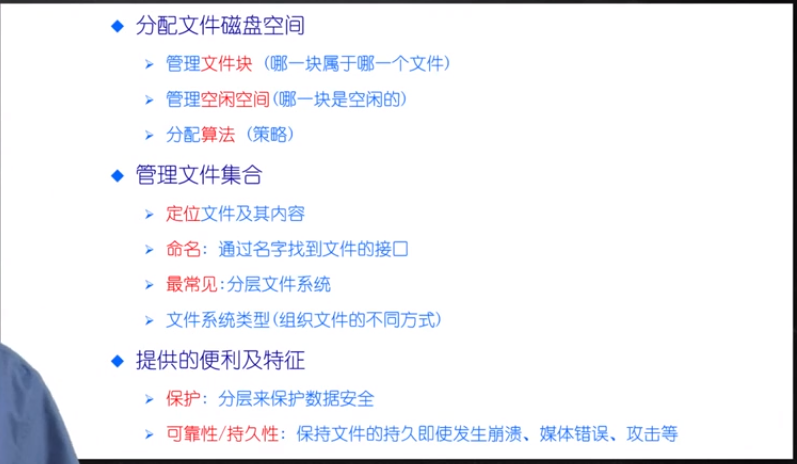 ◆ 分配文件磁盘空间
➢ 管理文件块 (哪一块属于哪一个文件)
➢ 管理空闲空间(哪一块是空闲的)
➢ 分配算法 (策略)
◆ 管理文件集合
➢ 定位文件及其内容
➢ 命名: 通过名字找到文件的接口
➢ 最常见:分层文件系统
➢ 文件系统类型(组织文件的不同方式)
◆ 提供的便利及特征
➢ 保护: 分层来保护数据安全
➢ 可靠性/持久性: 保持文件的持久即使发生崩溃、媒体错误、攻击等